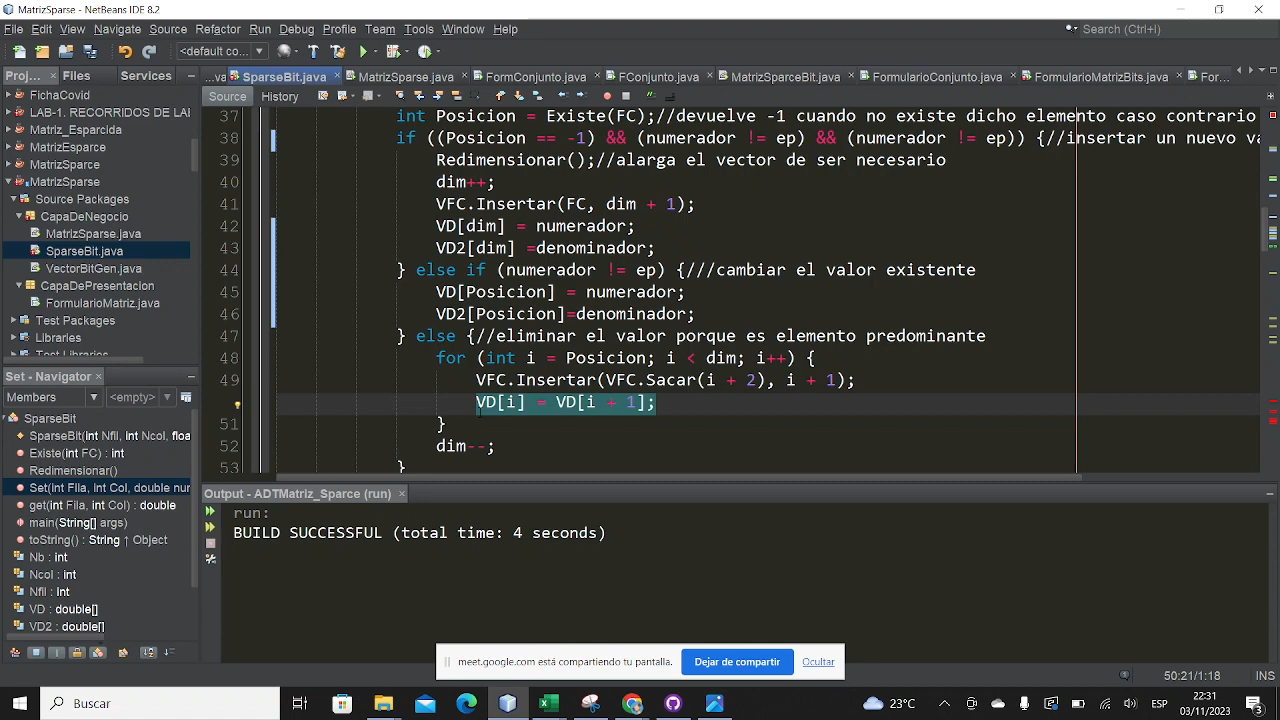 MatrizSparse - NetBeans IDE 8.2
File Edit View Navigate Source Refactor Run Debug Profile Team Tools Window Help
Search (Ctrl+I)
<default co...
Proj... × Files Services
...va SparseBit.java × MatrizSparse.java × FormConjunto.java × FConjunto.java × MatrizSparceBit.java × FormularioConjunto.java × FormularioMatrizBits.java × For...
Source History
FichaCovid
LAB-1. RECORRIDOS DE LA
Matriz_Esparcida
MatrizEsparce
MatrizSparce
MatrizSparse
Source Packages
CapaDeNegocio
MatrizSparse.java
SparseBit.java
VectorBitGen.java
CapaDePresentacion
FormularioMatriz.java
Test Packages
Libraries
Test Libraries
37 int Posicion = Existe(FC);//devuelve -1 cuando no existe dicho elemento caso contrario
38 if ((Posicion == -1) && (numerador != ep) && (numerador != ep)) {//insertar un nuevo va
39 Redimensionar();//alarga el vector de ser necesario
40 dim++;
41 VFC.Insertar(FC, dim + 1);
42 VD[dim] = numerador;
43 VD2[dim] =denominador;
44 } else if (numerador != ep) {///cambiar el valor existente
45 VD[Posicion] = numerador;
46 VD2[Posicion]=denominador;
47 } else {//eliminar el valor porque es elemento predominante
48 for (int i = Posicion; i < dim; i++) {
49 VFC.Insertar(VFC.Sacar(i + 2), i + 1);
VD[i] = VD[i + 1];
51 }
52 dim--;
53 }
Set - Navigator ×
Members <empty>
SparseBit
SparseBit(int Nfil, int Ncol, floa
Existe(int FC) : int
Redimensionar()
Set(int Fila, int Col, double nur
get(int Fila, int Col) : double
main(String[] args)
toString() : String ↑ Object
Nb : int
Ncol : int
Nfil : int
VD : double[]
VD2 : double[]
Output - ADTMatriz_Sparce (run) ×
run:
BUILD SUCCESSFUL (total time: 4 seconds)
meet.google.com está compartiendo tu pantalla.
Dejar de compartir
Ocultar
50:21/1:18 INS
Buscar
23°C
22:31
03/11/2023